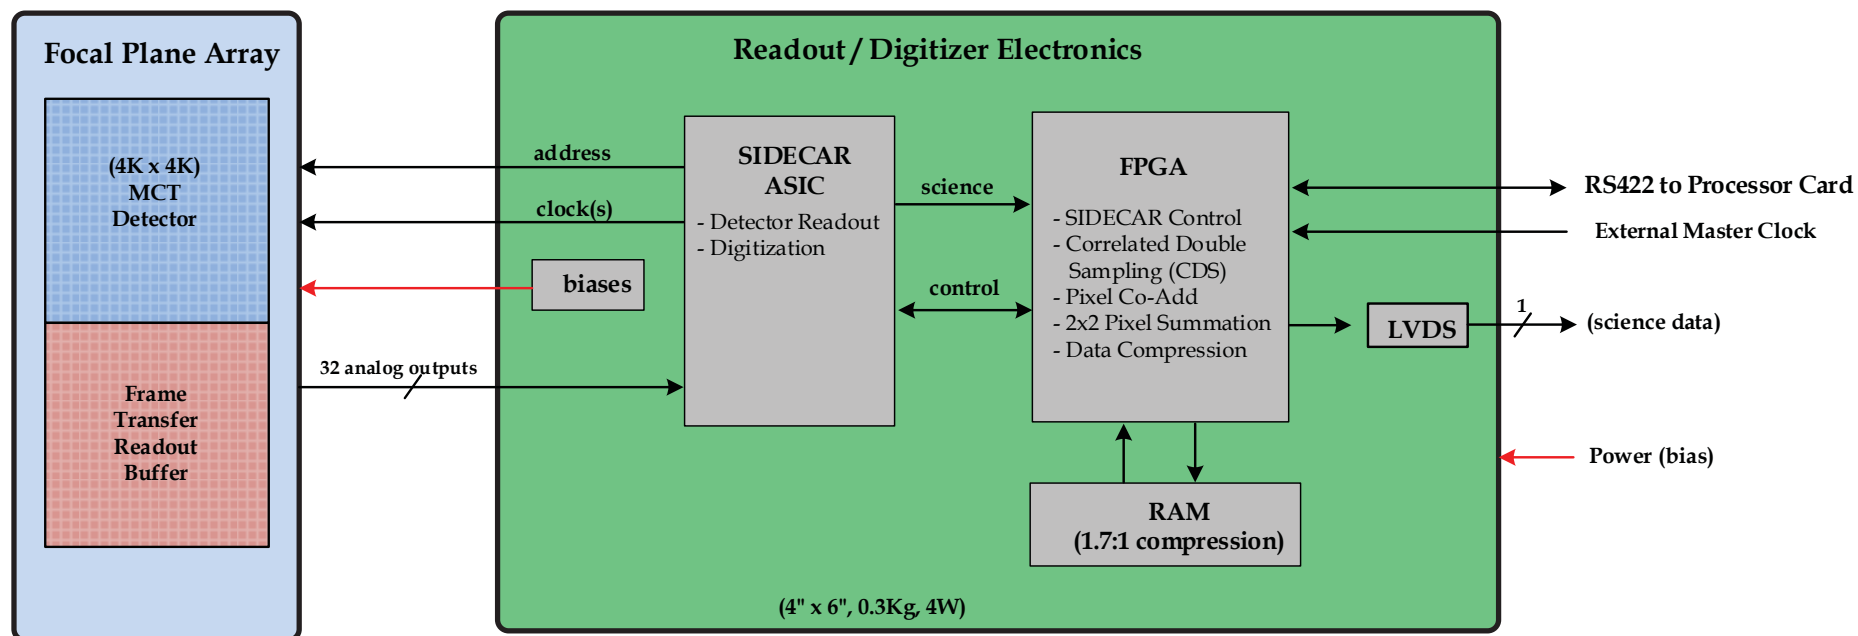 Focal Plane Array
(4K x 4K)
MCT
Detector
Frame
Transfer
Readout
Buffer
Readout / Digitizer Electronics
address
clock(s)
biases
32 analog outputs
SIDECAR
ASIC
- Detector Readout
- Digitization
science
control
FPGA
- SIDECAR Control
- Correlated Double
Sampling (CDS)
- Pixel Co-Add
- 2x2 Pixel Summation
- Data Compression
RAM
(1.7:1 compression)
LVDS
(4" x 6", 0.3Kg, 4W)
RS422 to Processor Card
External Master Clock
1
(science data)
Power (bias)